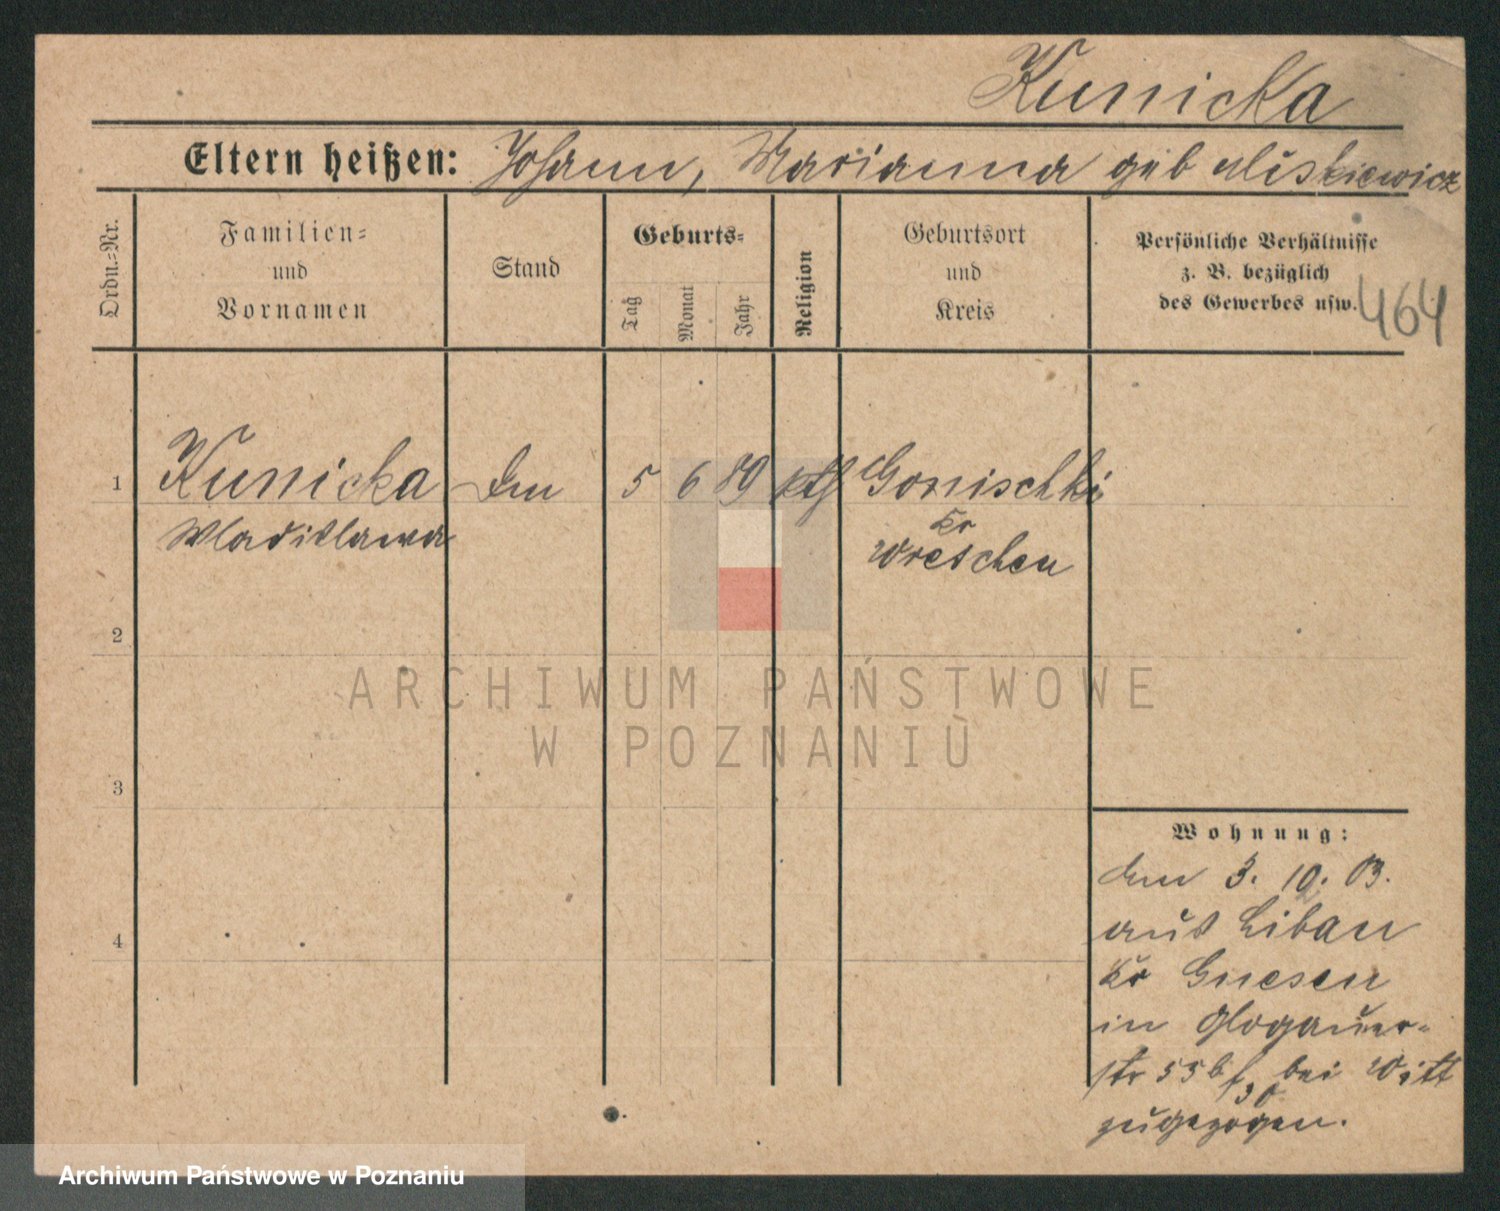 Kunicka
Eltern heißen: Johann, Marianna geb
Ordn.-Nr.
Familien-
und
Vornamen
Stand
Geburts-
Tag
Monat
Jahr
Religion
Geburtsort
und
Kreis
Persönliche Verhältnisse
z. B. bezüglich
des Gewerbes usw.
464
1 Kunicka 5 6 89 kth Gonischki
Wladislawa Kr
Wreschen
2
3
4
Wohnung:
den 3. 10. 03.
aus Libau
Kr Gnesen
in Glogauer-
str 55 b bei Witt
zugezogen.
ARCHIWUM PAŃSTWOWE
W POZNANIU
Archiwum Państwowe w Poznaniu